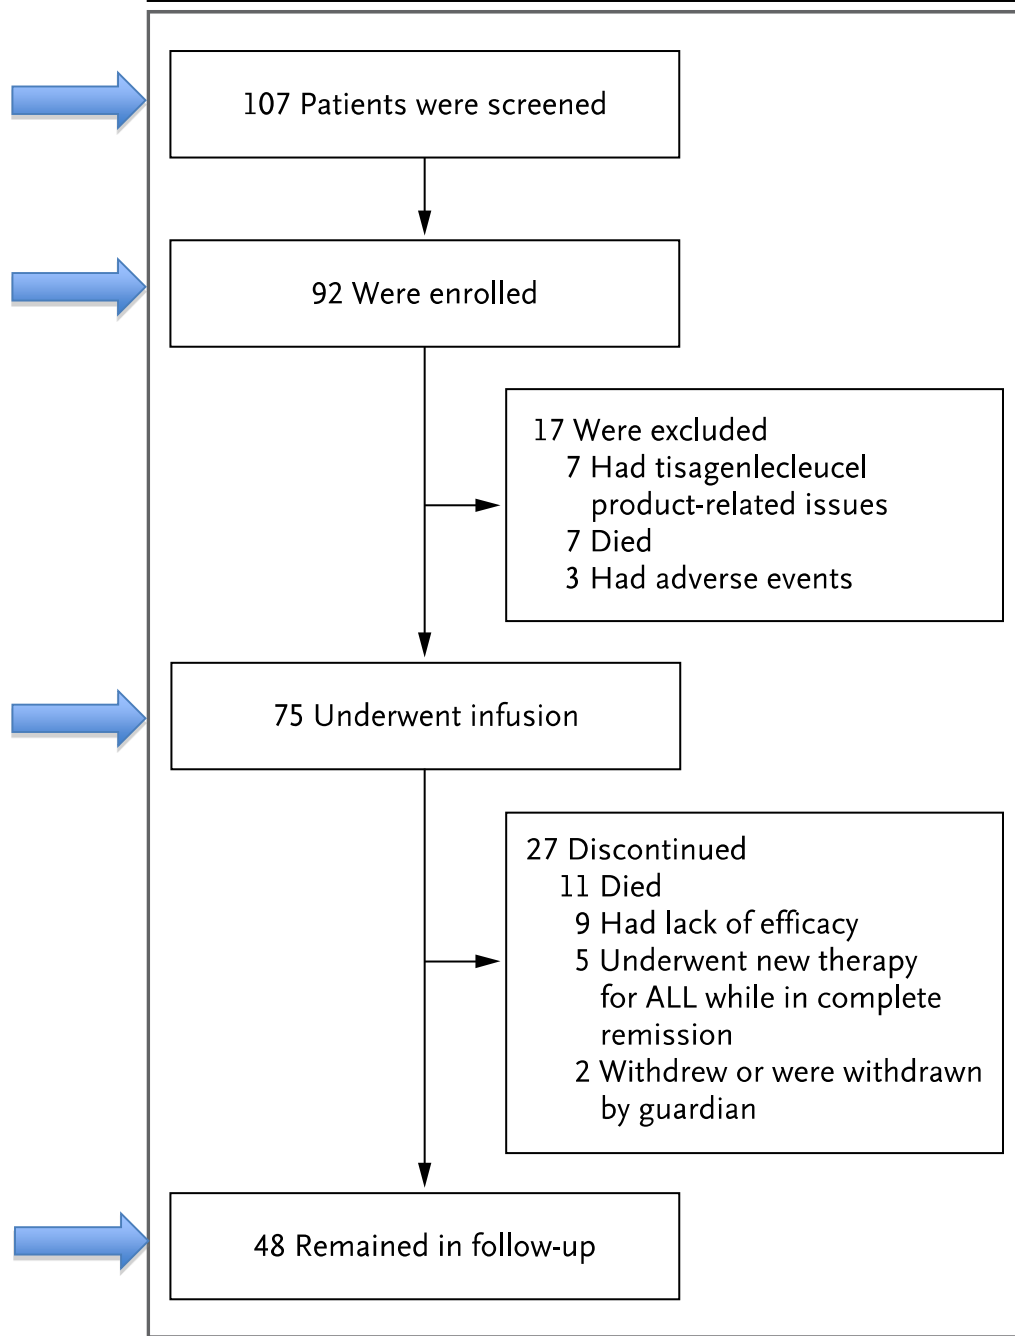 107 Patients were screened
92 Were enrolled
17 Were excluded
7 Had tisagenlecleucel
product-related issues
7 Died
3 Had adverse events
75 Underwent infusion
27 Discontinued
11 Died
9 Had lack of efficacy
5 Underwent new therapy
for ALL while in complete
remission
2 Withdrew or were withdrawn
by guardian
48 Remained in follow-up